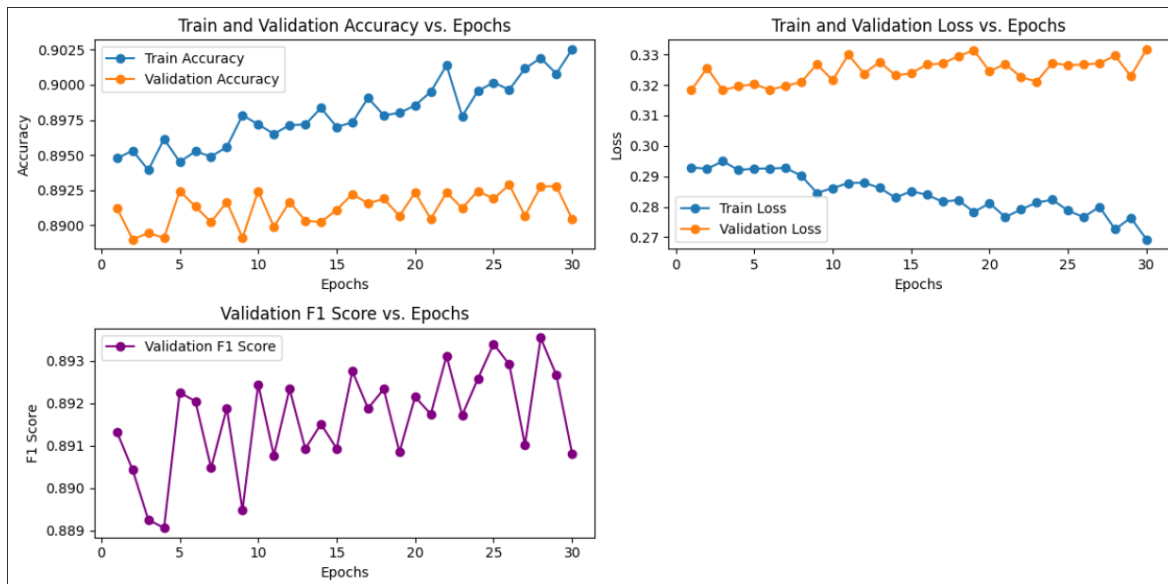 Train and Validation Accuracy vs. Epochs
0.9025
0.9000
0.8975
0.8950
0.8925
0.8900
Accuracy
Train Accuracy
Validation Accuracy
0 5 10 15 20 25 30
Epochs
Train and Validation Loss vs. Epochs
0.33
0.32
0.31
0.30
0.29
0.28
0.27
Loss
Train Loss
Validation Loss
0 5 10 15 20 25 30
Epochs
Validation F1 Score vs. Epochs
0.893
0.892
0.891
0.890
0.889
F1 Score
Validation F1 Score
0 5 10 15 20 25 30
Epochs